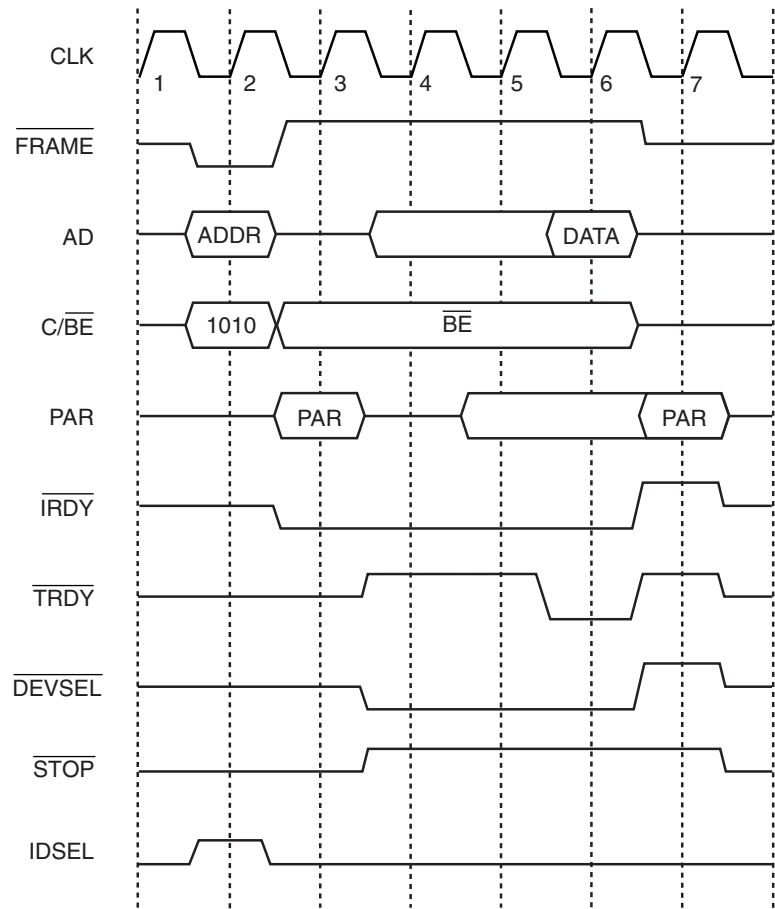 CLK
1 2 3 4 5 6 7
FRAME
AD
ADDR DATA
C/BE
1010 BE
PAR
PAR PAR
IRDY
TRDY
DEVSEL
STOP
IDSEL